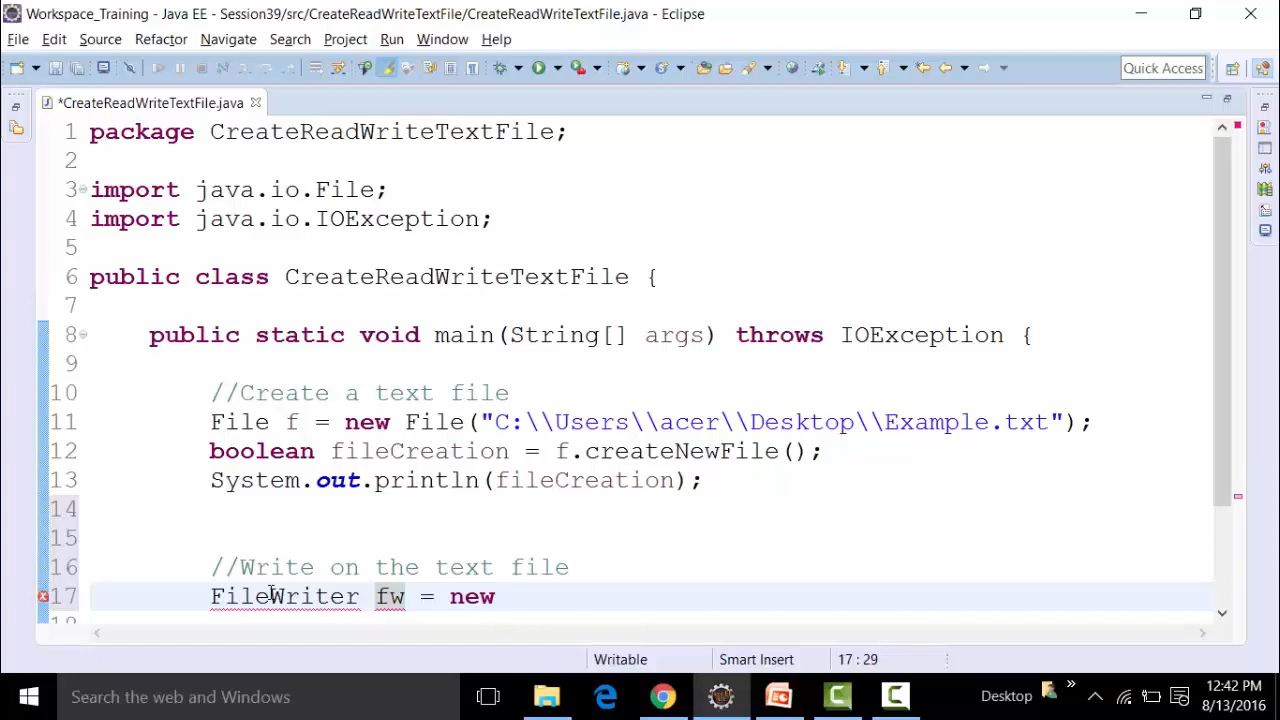 Workspace_Training - Java EE - Session39/src/CreateReadWriteTextFile/CreateReadWriteTextFile.java - Eclipse
File Edit Source Refactor Navigate Search Project Run Window Help
Quick Access
*CreateReadWriteTextFile.java
1 package CreateReadWriteTextFile;
2
3 import java.io.File;
4 import java.io.IOException;
5
6 public class CreateReadWriteTextFile {
7
8 public static void main(String[] args) throws IOException {
9
10 //Create a text file
11 File f = new File("C:\\Users\\acer\\Desktop\\Example.txt");
12 boolean fileCreation = f.createNewFile();
13 System.out.println(fileCreation);
14
15
16 //Write on the text file
17 FileWriter fw = new
18
Writable Smart Insert 17 : 29
Search the web and Windows
Desktop
12:42 PM
8/13/2016